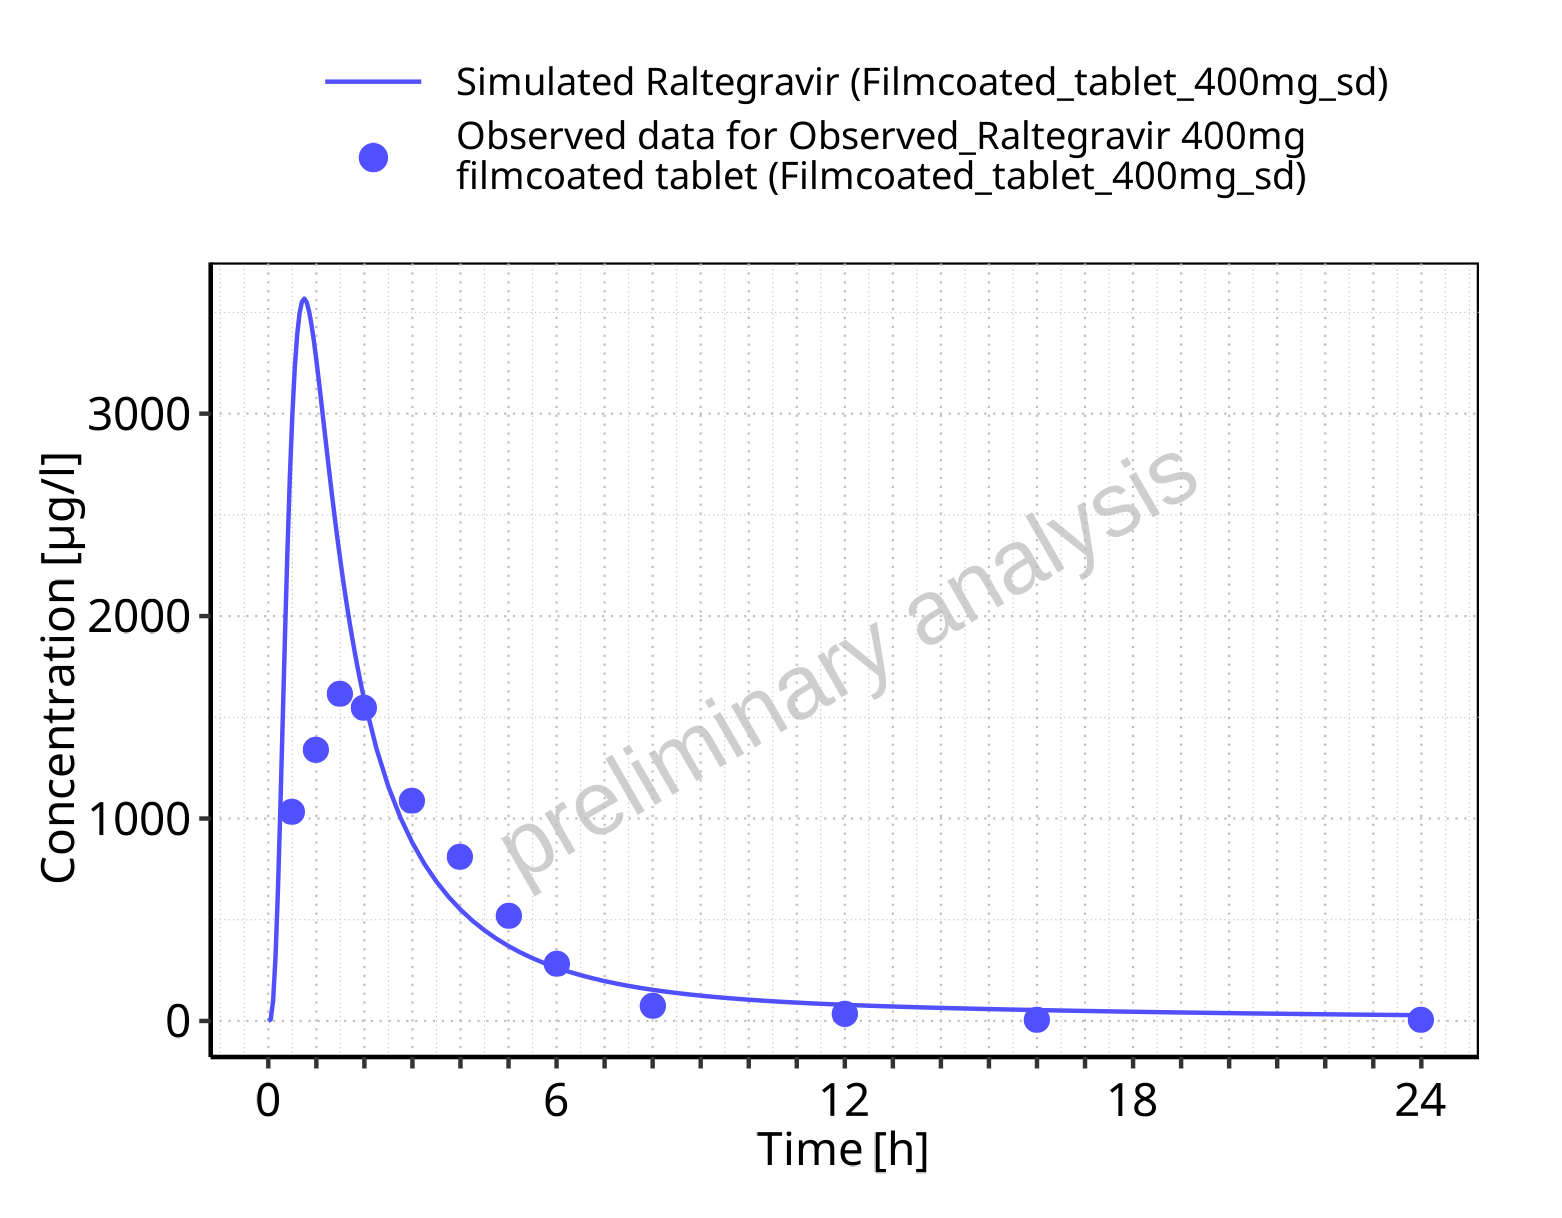 Simulated Raltegravir (Filmcoated_tablet_400mg_sd)
Observed data for Observed_Raltegravir 400mg
filmcoated tablet (Filmcoated_tablet_400mg_sd)
3000
2000
1000
0
Concentration [µg/l]
preliminary analysis
0 6 12 18 24
Time [h]